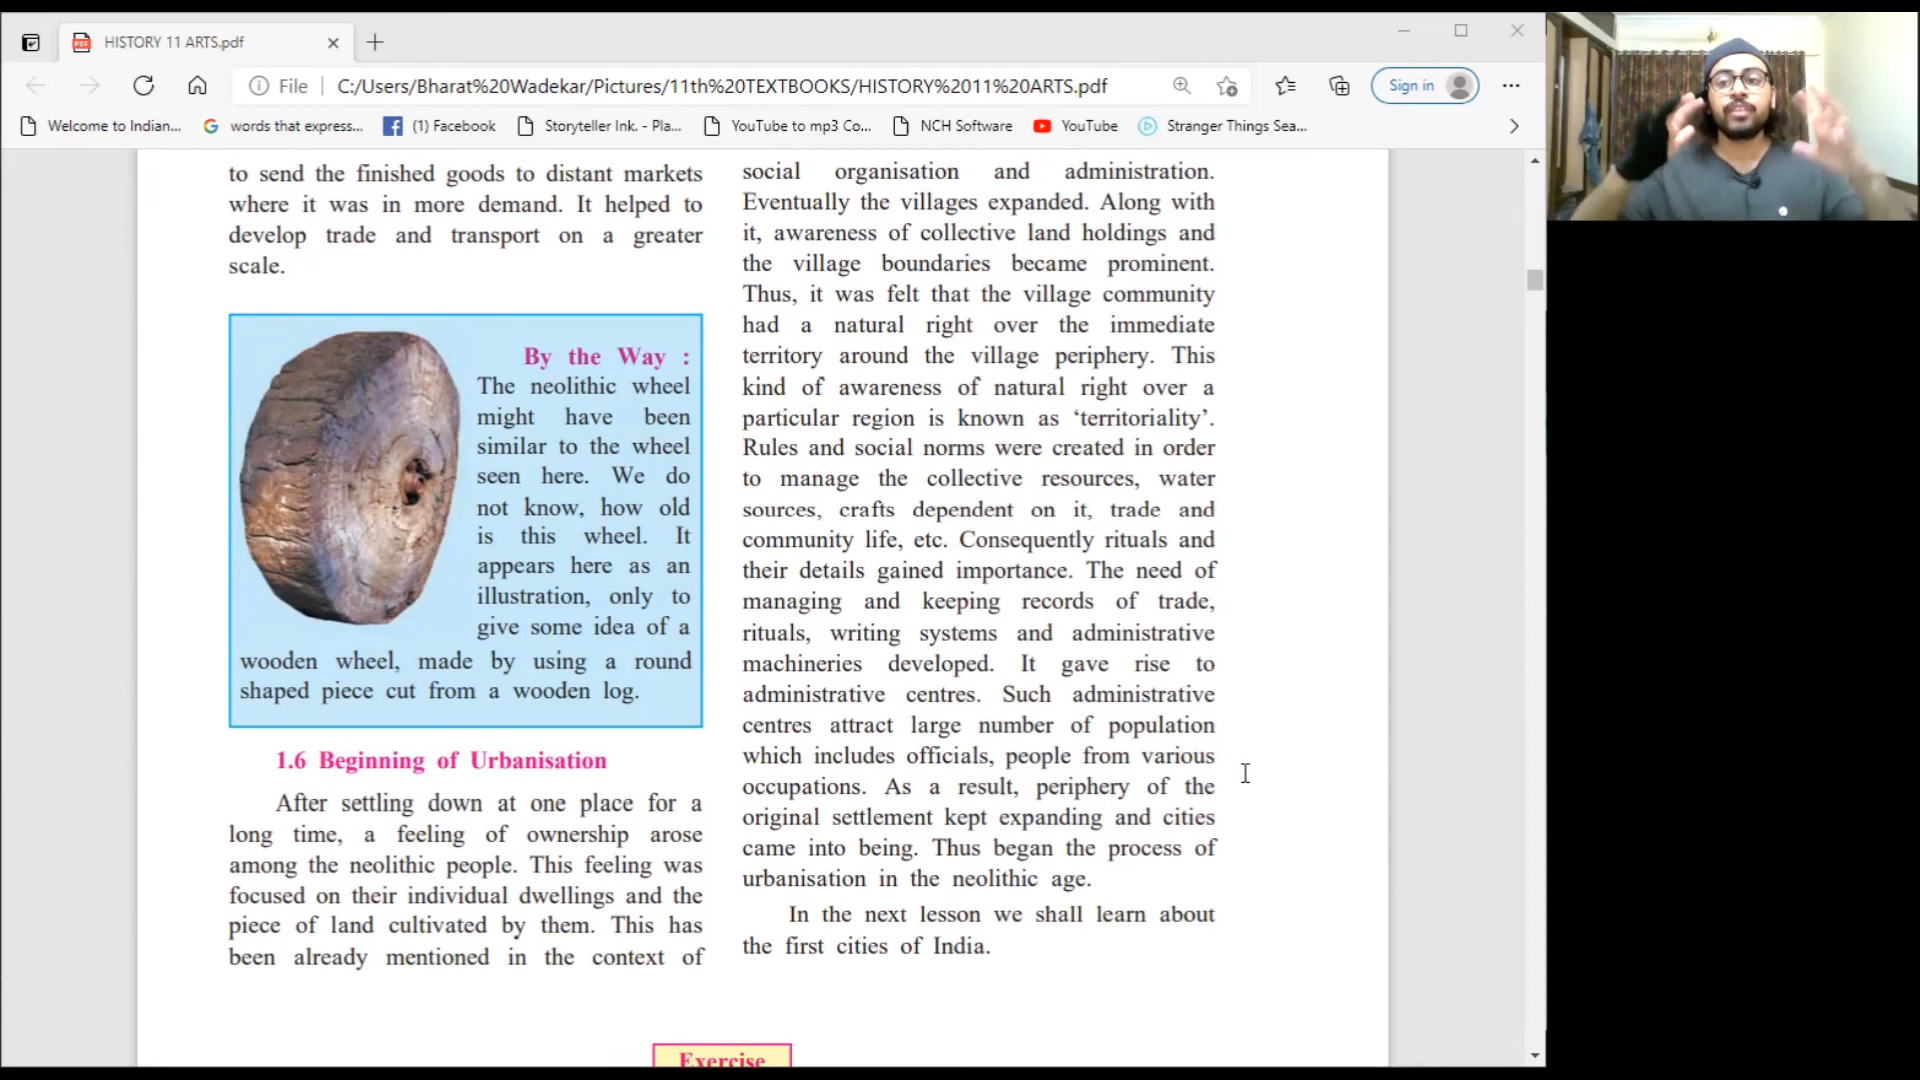 HISTORY 11 ARTS.pdf
File
C:/Users/Bharat%20Wadekar/Pictures/11th%20TEXTBOOKS/HISTORY%2011%20ARTS.pdf
Sign in
Welcome to Indian...
words that express...
(1) Facebook
Storyteller Ink. - Pla...
YouTube to mp3 Co...
NCH Software
YouTube
Stranger Things Sea...
to send the finished goods to distant markets
where it was in more demand. It helped to
develop trade and transport on a greater
scale.
By the Way :
The neolithic wheel
might have been
similar to the wheel
seen here. We do
not know, how old
is this wheel. It
appears here as an
illustration, only to
give some idea of a
wooden wheel, made by using a round
shaped piece cut from a wooden log.
1.6 Beginning of Urbanisation
After settling down at one place for a
long time, a feeling of ownership arose
among the neolithic people. This feeling was
focused on their individual dwellings and the
piece of land cultivated by them. This has
been already mentioned in the context of
social organisation and administration.
Eventually the villages expanded. Along with
it, awareness of collective land holdings and
the village boundaries became prominent.
Thus, it was felt that the village community
had a natural right over the immediate
territory around the village periphery. This
kind of awareness of natural right over a
particular region is known as ‘territoriality’.
Rules and social norms were created in order
to manage the collective resources, water
sources, crafts dependent on it, trade and
community life, etc. Consequently rituals and
their details gained importance. The need of
managing and keeping records of trade,
rituals, writing systems and administrative
machineries developed. It gave rise to
administrative centres. Such administrative
centres attract large number of population
which includes officials, people from various
occupations. As a result, periphery of the
original settlement kept expanding and cities
came into being. Thus began the process of
urbanisation in the neolithic age.
In the next lesson we shall learn about
the first cities of India.
Exercise